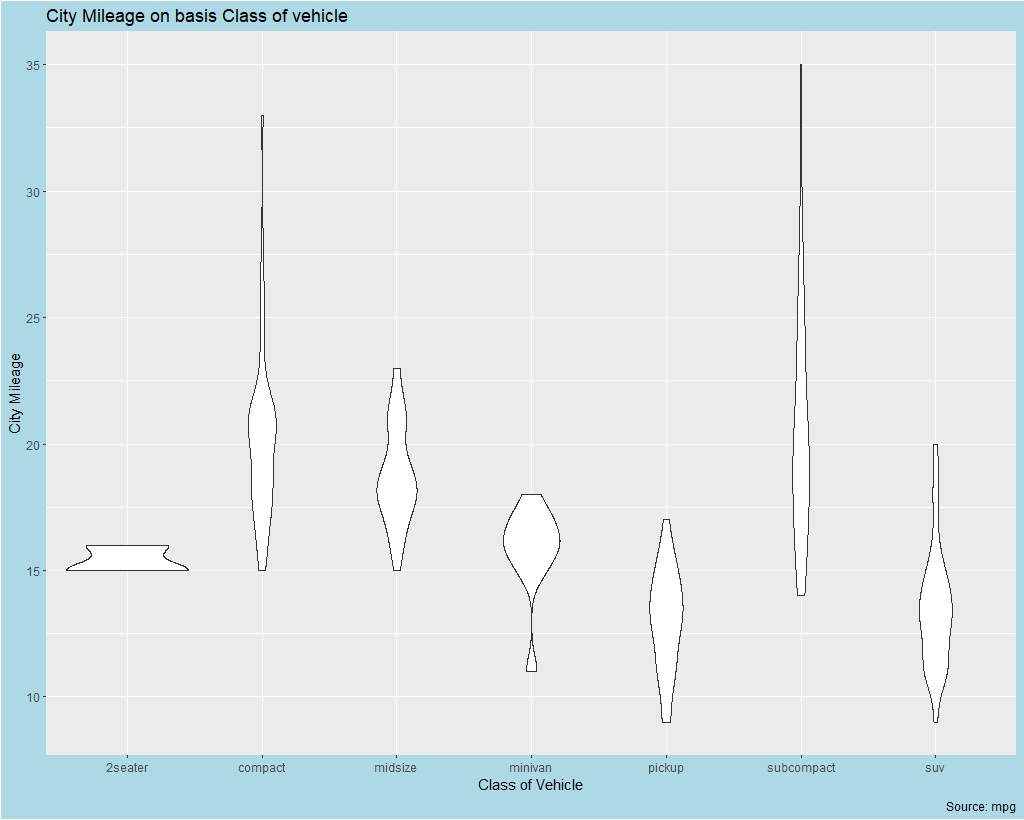 City Mileage on basis Class of vehicle
City Mileage
35
30
25
20
15
10
2seater compact midsize minivan pickup subcompact suv
Class of Vehicle
Source: mpg